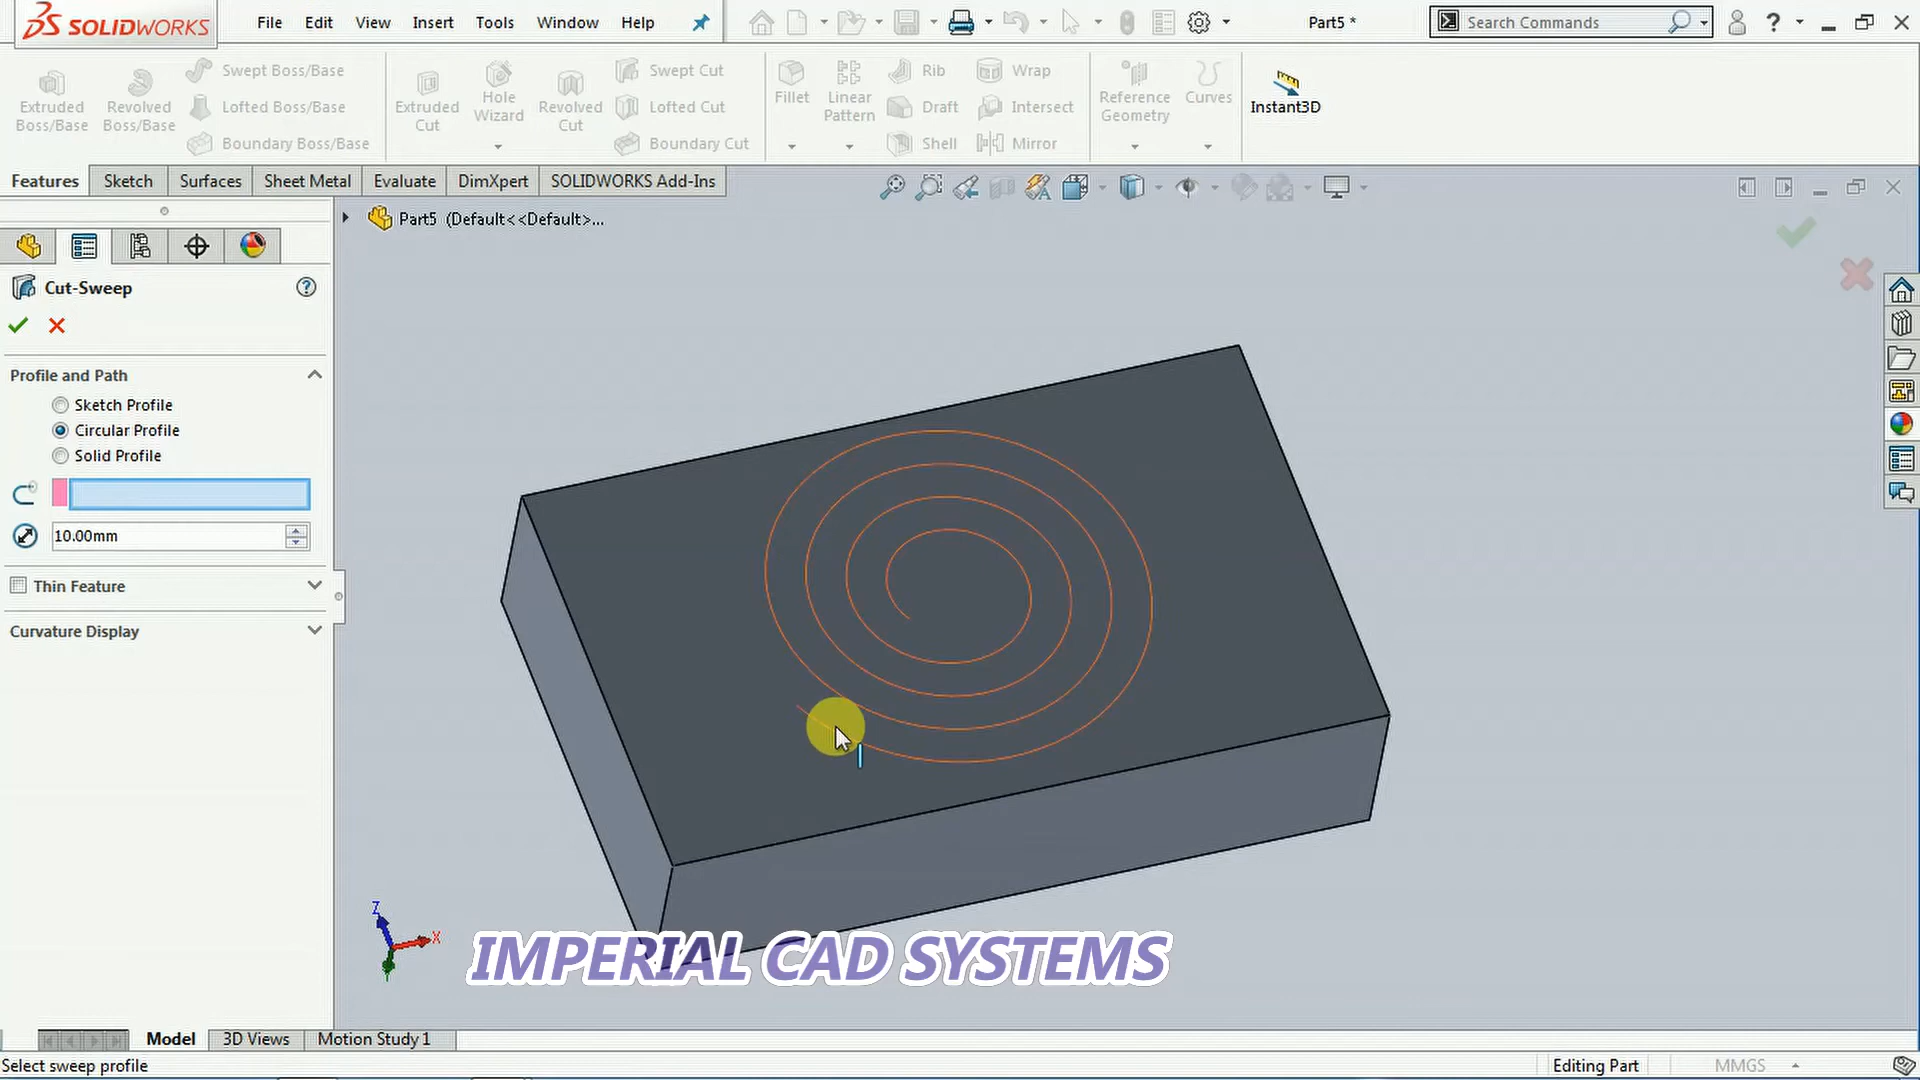 SOLIDWORKS
File Edit View Insert Tools Window Help
Part5 *
Search Commands
Extruded Boss/Base
Revolved Boss/Base
Swept Boss/Base
Lofted Boss/Base
Boundary Boss/Base
Extruded Cut
Hole Wizard
Revolved Cut
Swept Cut
Lofted Cut
Boundary Cut
Fillet
Linear Pattern
Rib
Draft
Shell
Wrap
Intersect
Mirror
Reference Geometry
Curves
Instant3D
Features Sketch Surfaces Sheet Metal Evaluate DimXpert SOLIDWORKS Add-Ins
Part5 (Default<<Default>...
Cut-Sweep
Profile and Path
Sketch Profile
Circular Profile
Solid Profile
10.00mm
Thin Feature
Curvature Display
Z
X
IMPERIAL CAD SYSTEMS
Model 3D Views Motion Study 1
Select sweep profile
Editing Part
MMGS